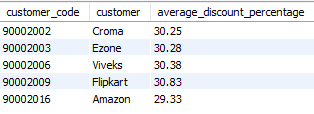 customer_code customer average_discount_percentage
90002002 Croma 30.25
90002003 Ezone 30.28
90002006 Viveks 30.38
90002009 Flipkart 30.83
90002016 Amazon 29.33